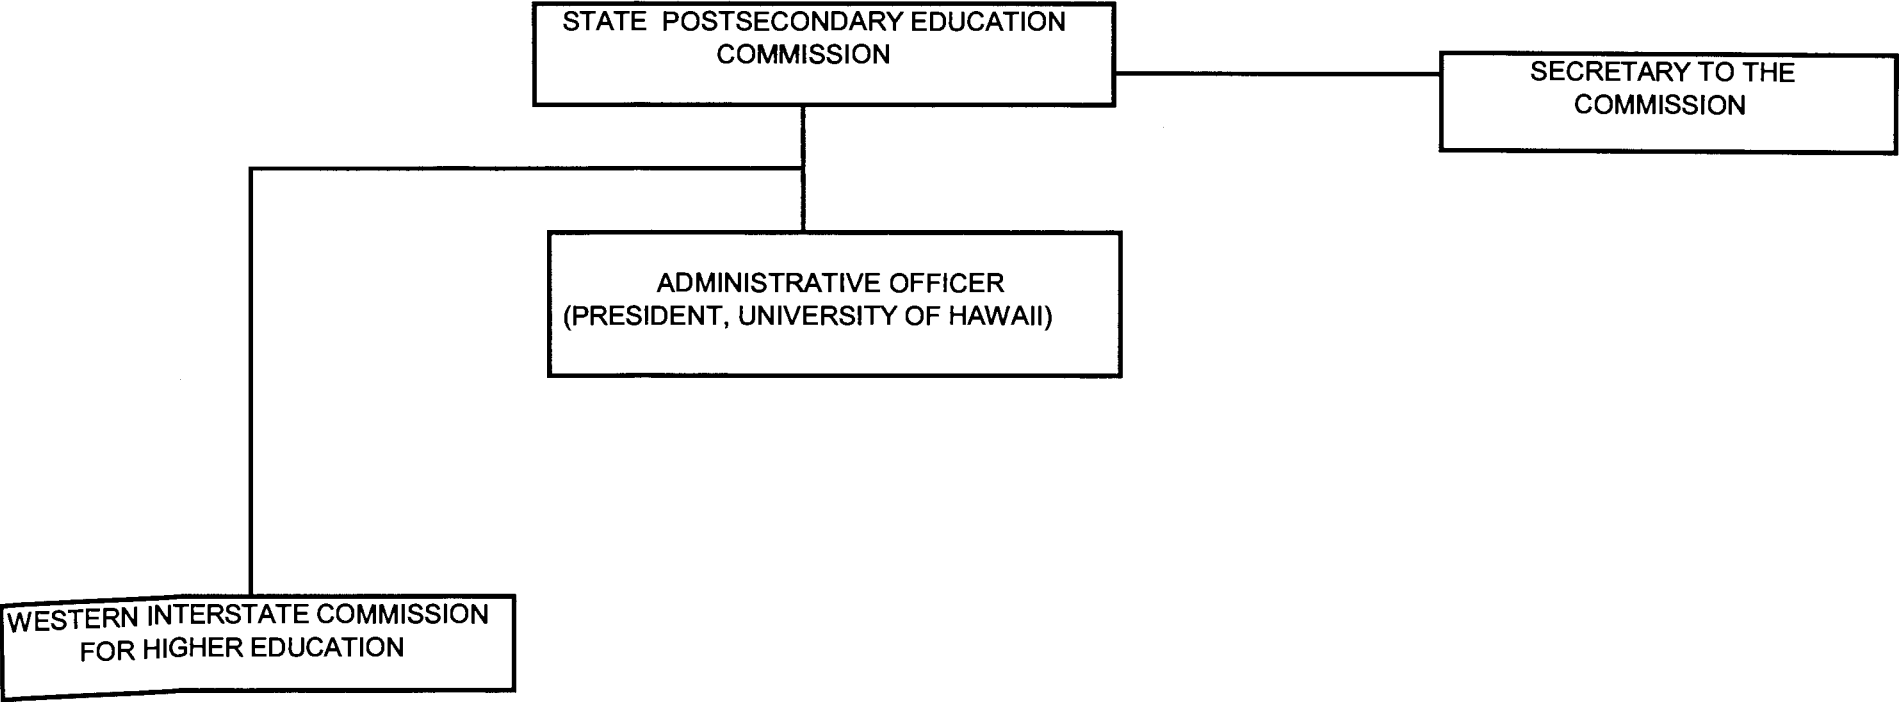 STATE POSTSECONDARY EDUCATION
COMMISSION
SECRETARY TO THE
COMMISSION
ADMINISTRATIVE OFFICER
(PRESIDENT, UNIVERSITY OF HAWAII)
WESTERN INTERSTATE COMMISSION
FOR HIGHER EDUCATION